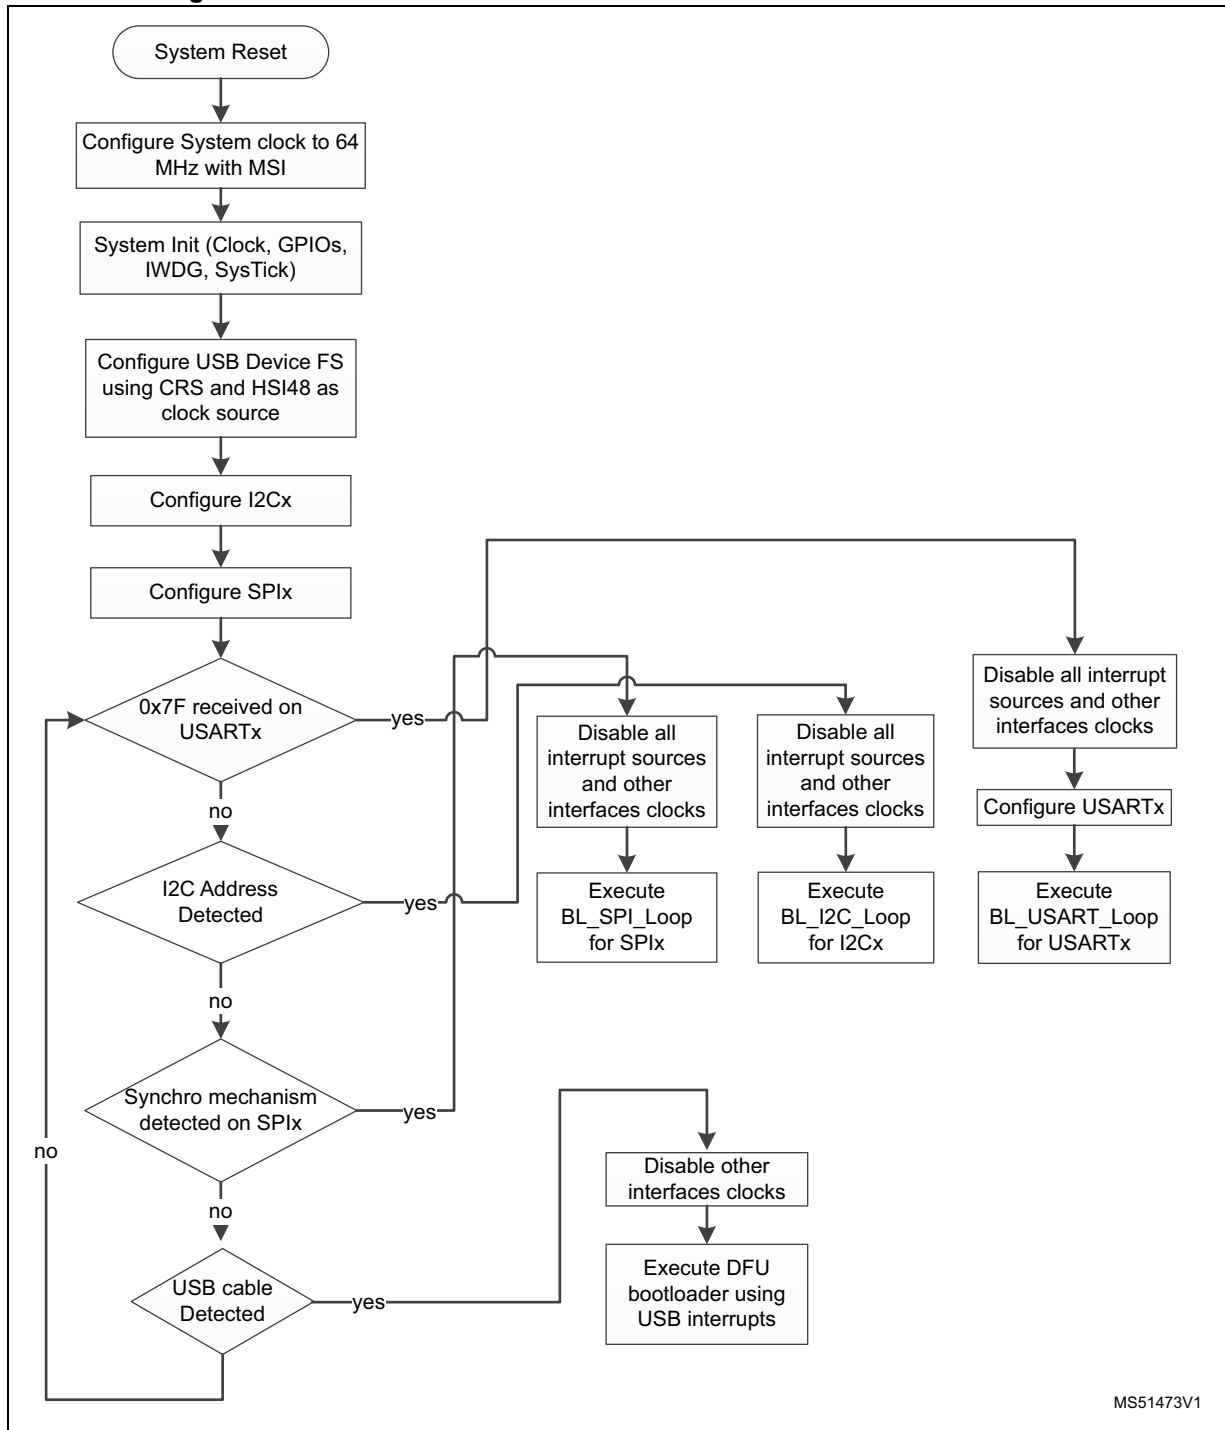 System Reset
Configure System clock to 64
MHz with MSI
System Init (Clock, GPIOs,
IWDG, SysTick)
Configure USB Device FS
using CRS and HSI48 as
clock source
Configure I2Cx
Configure SPIx
0x7F received on
USARTx
yes
no
I2C Address
Detected
yes
no
Synchro mechanism
detected on SPIx
yes
no
no
USB cable
Detected
yes
Disable all
interrupt sources
and other
interfaces clocks
Execute
BL_SPI_Loop
for SPIx
Disable all
interrupt sources
and other
interfaces clocks
Execute
BL_I2C_Loop
for I2Cx
Disable all interrupt
sources and other
interfaces clocks
Configure USARTx
Execute
BL_USART_Loop
for USARTx
Disable other
interfaces clocks
Execute DFU
bootloader using
USB interrupts
MS51473V1